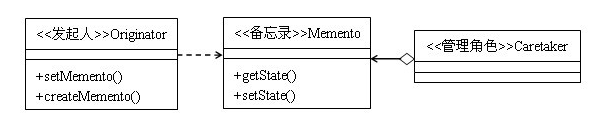 <<发起人>>Originator
+setMemento()
+createMemento()
<<备忘录>>Memento
+getState()
+setState()
<<管理角色>>Caretaker